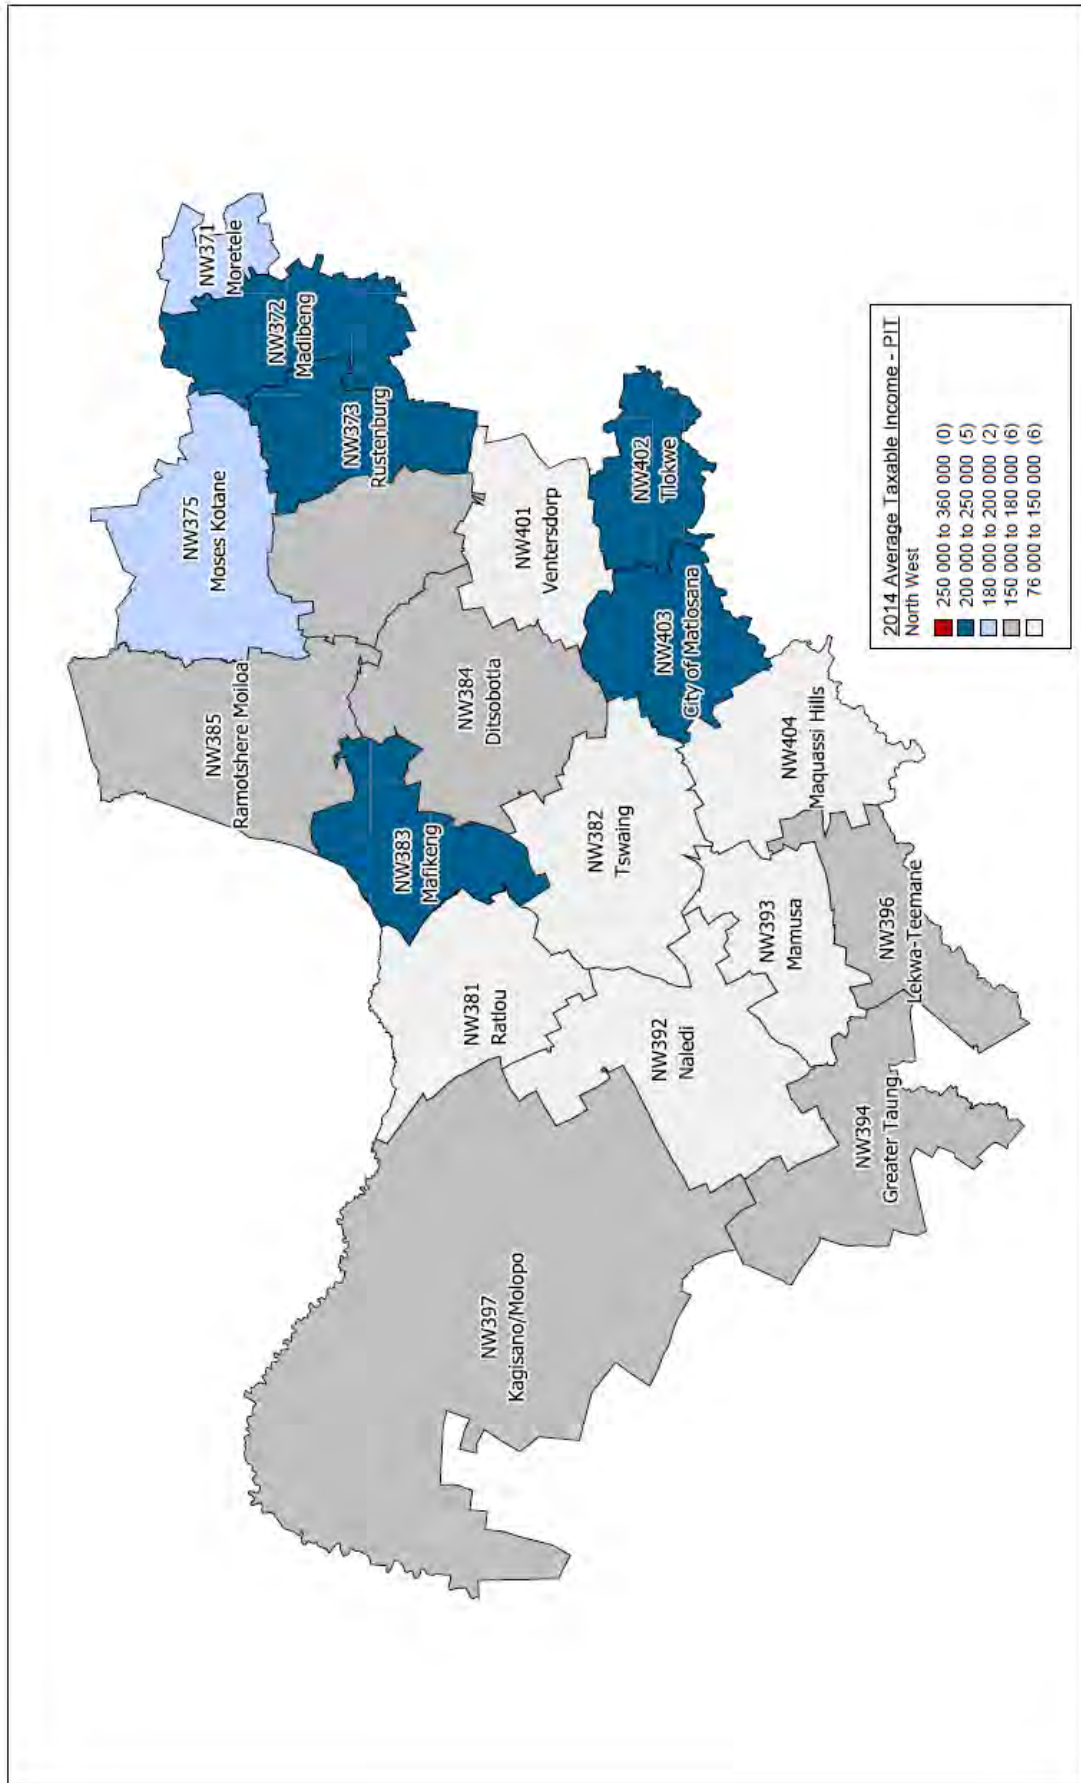 NW371
Moretele
NW372
Madibeng
NW373
Rustenburg
NW375
Moses Kotane
NW385
Ramotshere Moiloa
NW401
Ventersdorp
NW402
Tlokwe
NW403
City of Matlosana
NW384
Ditsobotla
NW383
Mafikeng
NW382
Tswaing
NW404
Maquassi Hills
NW381
Ratlou
NW392
Naledi
NW393
Mamusa
NW396
Lekwa-Teemane
NW394
Greater Taung
NW397
Kagisano/Molopo
2014 Average Taxable Income - PIT
North West
250 000 to 360 000 (0)
200 000 to 250 000 (5)
180 000 to 200 000 (2)
150 000 to 180 000 (6)
76 000 to 150 000 (6)